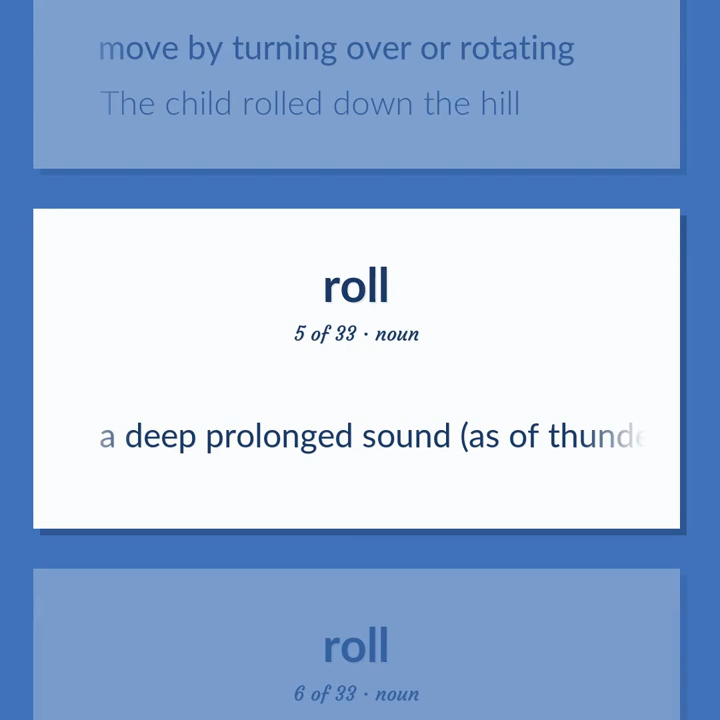 move by turning over or rotating
The child rolled down the hill
roll
5 of 33 · noun
a deep prolonged sound (as of thunde
roll
6 of 33 · noun